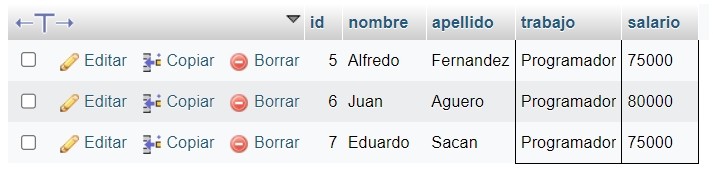 id nombre apellido trabajo salario
Editar Copiar Borrar 5 Alfredo Fernandez Programador 75000
Editar Copiar Borrar 6 Juan Aguero Programador 80000
Editar Copiar Borrar 7 Eduardo Sacan Programador 75000